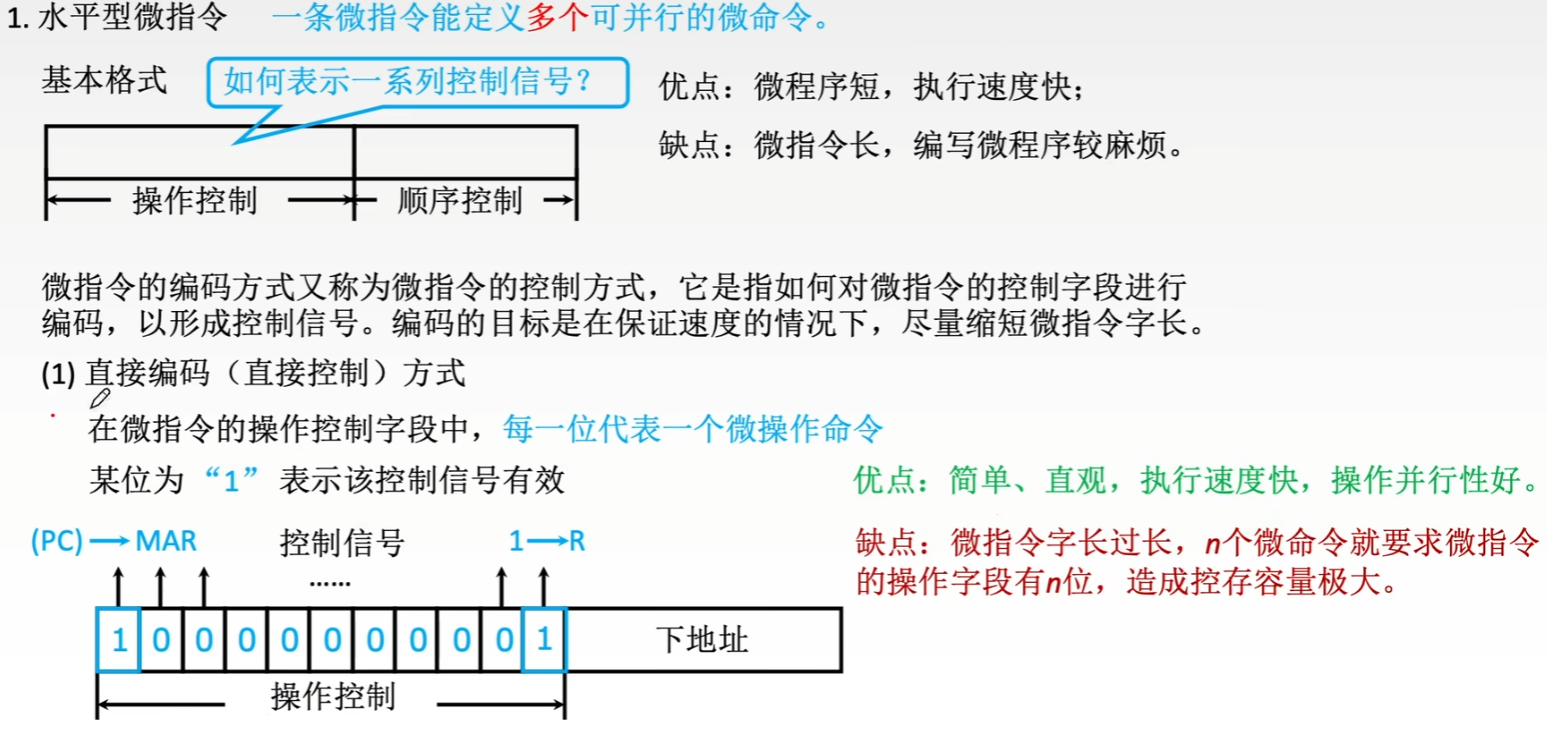 1. 水平型微指令 一条微指令能定义多个可并行的微命令。
基本格式
如何表示一系列控制信号？
优点：微程序短，执行速度快；
缺点：微指令长，编写微程序较麻烦。
操作控制 顺序控制
微指令的编码方式又称为微指令的控制方式，它是指如何对微指令的控制字段进行
编码，以形成控制信号。编码的目标是在保证速度的情况下，尽量缩短微指令字长。
(1) 直接编码（直接控制）方式
在微指令的操作控制字段中，每一位代表一个微操作命令
某位为“1”表示该控制信号有效
优点：简单、直观，执行速度快，操作并行性好。
缺点：微指令字长过长，n个微命令就要求微指令
的操作字段有n位，造成控存容量极大。
(PC)→MAR 控制信号 1→R
……
1 0 0 0 0 0 0 0 0 0 1 下地址
操作控制